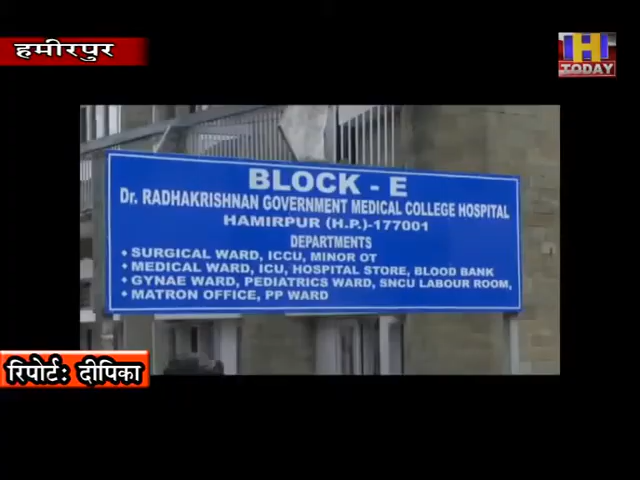 हमीरपुर
IHI
TODAY
BLOCK - E
Dr. RADHAKRISHNAN GOVERNMENT MEDICAL COLLEGE HOSPITAL
HAMIRPUR (H.P.)-177001
DEPARTMENTS
• SURGICAL WARD, ICCU, MINOR OT
• MEDICAL WARD, ICU, HOSPITAL STORE, BLOOD BANK
• GYNAE WARD, PEDIATRICS WARD, SNCU LABOUR ROOM,
• MATRON OFFICE, PP WARD
रिपोर्ट: दीपिका